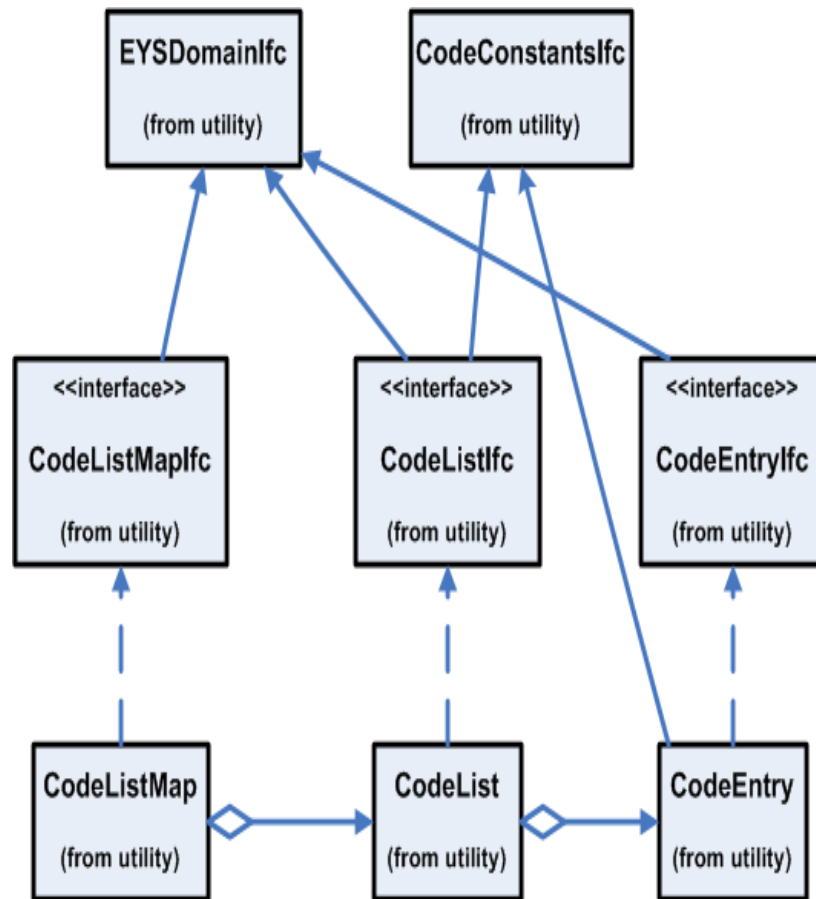 EYSDomainIfc
(from utility)
CodeConstantsIfc
(from utility)
<<interface>>
CodeListMapIfc
(from utility)
<<interface>>
CodeListIfc
(from utility)
<<interface>>
CodeEntryIfc
(from utility)
CodeListMap
(from utility)
CodeList
(from utility)
CodeEntry
(from utility)